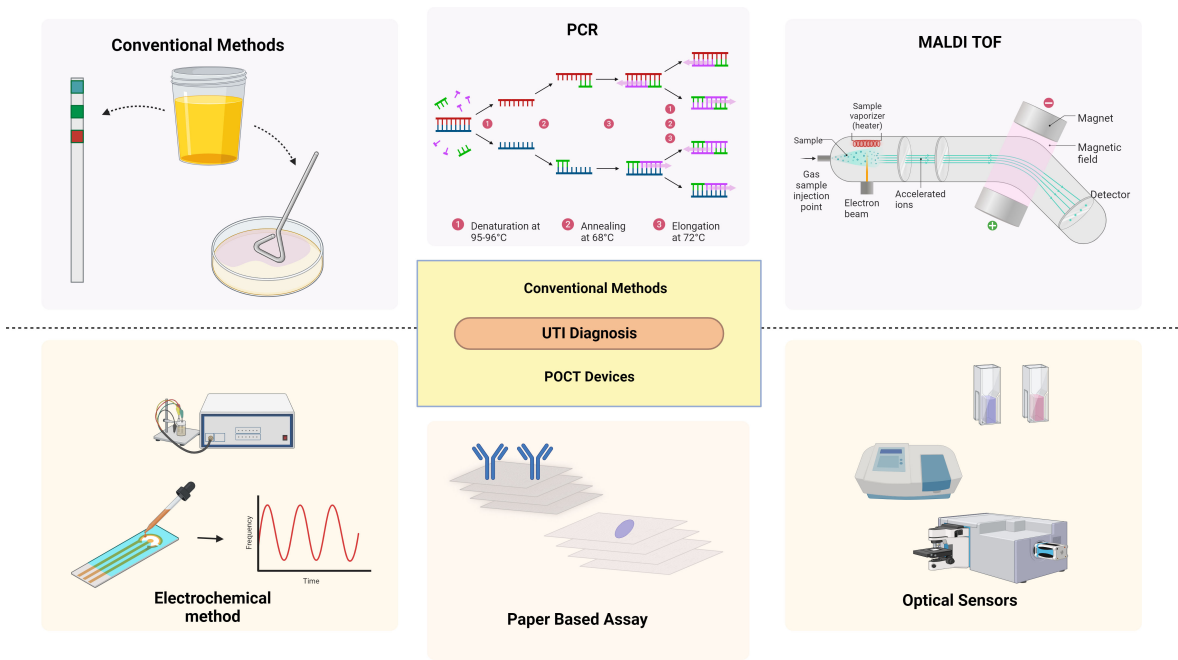 Conventional Methods
PCR
1
2
3
1
2
3
1 Denaturation at
95-96°C
2 Annealing
at 68°C
3 Elongation
at 72°C
MALDI TOF
Sample
vaporizer
(heater)
Sample
Gas
sample
injection
point
Electron
beam
Accelerated
ions
Magnet
Magnetic
field
Detector
Conventional Methods
UTI Diagnosis
POCT Devices
Frequency
Time
Electrochemical
method
Paper Based Assay
Optical Sensors